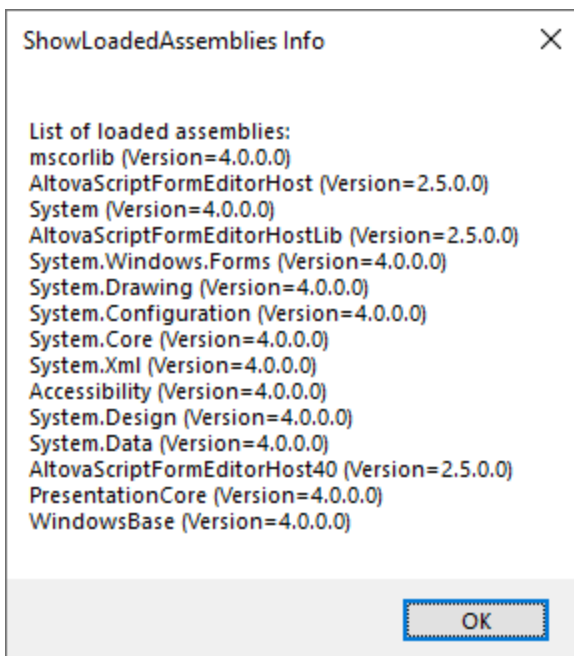 ShowLoadedAssemblies Info
List of loaded assemblies:
mscorlib (Version=4.0.0.0)
AltovaScriptFormEditorHost (Version=2.5.0.0)
System (Version=4.0.0.0)
AltovaScriptFormEditorHostLib (Version=2.5.0.0)
System.Windows.Forms (Version=4.0.0.0)
System.Drawing (Version=4.0.0.0)
System.Configuration (Version=4.0.0.0)
System.Core (Version=4.0.0.0)
System.Xml (Version=4.0.0.0)
Accessibility (Version=4.0.0.0)
System.Design (Version=4.0.0.0)
System.Data (Version=4.0.0.0)
AltovaScriptFormEditorHost40 (Version=2.5.0.0)
PresentationCore (Version=4.0.0.0)
WindowsBase (Version=4.0.0.0)
OK